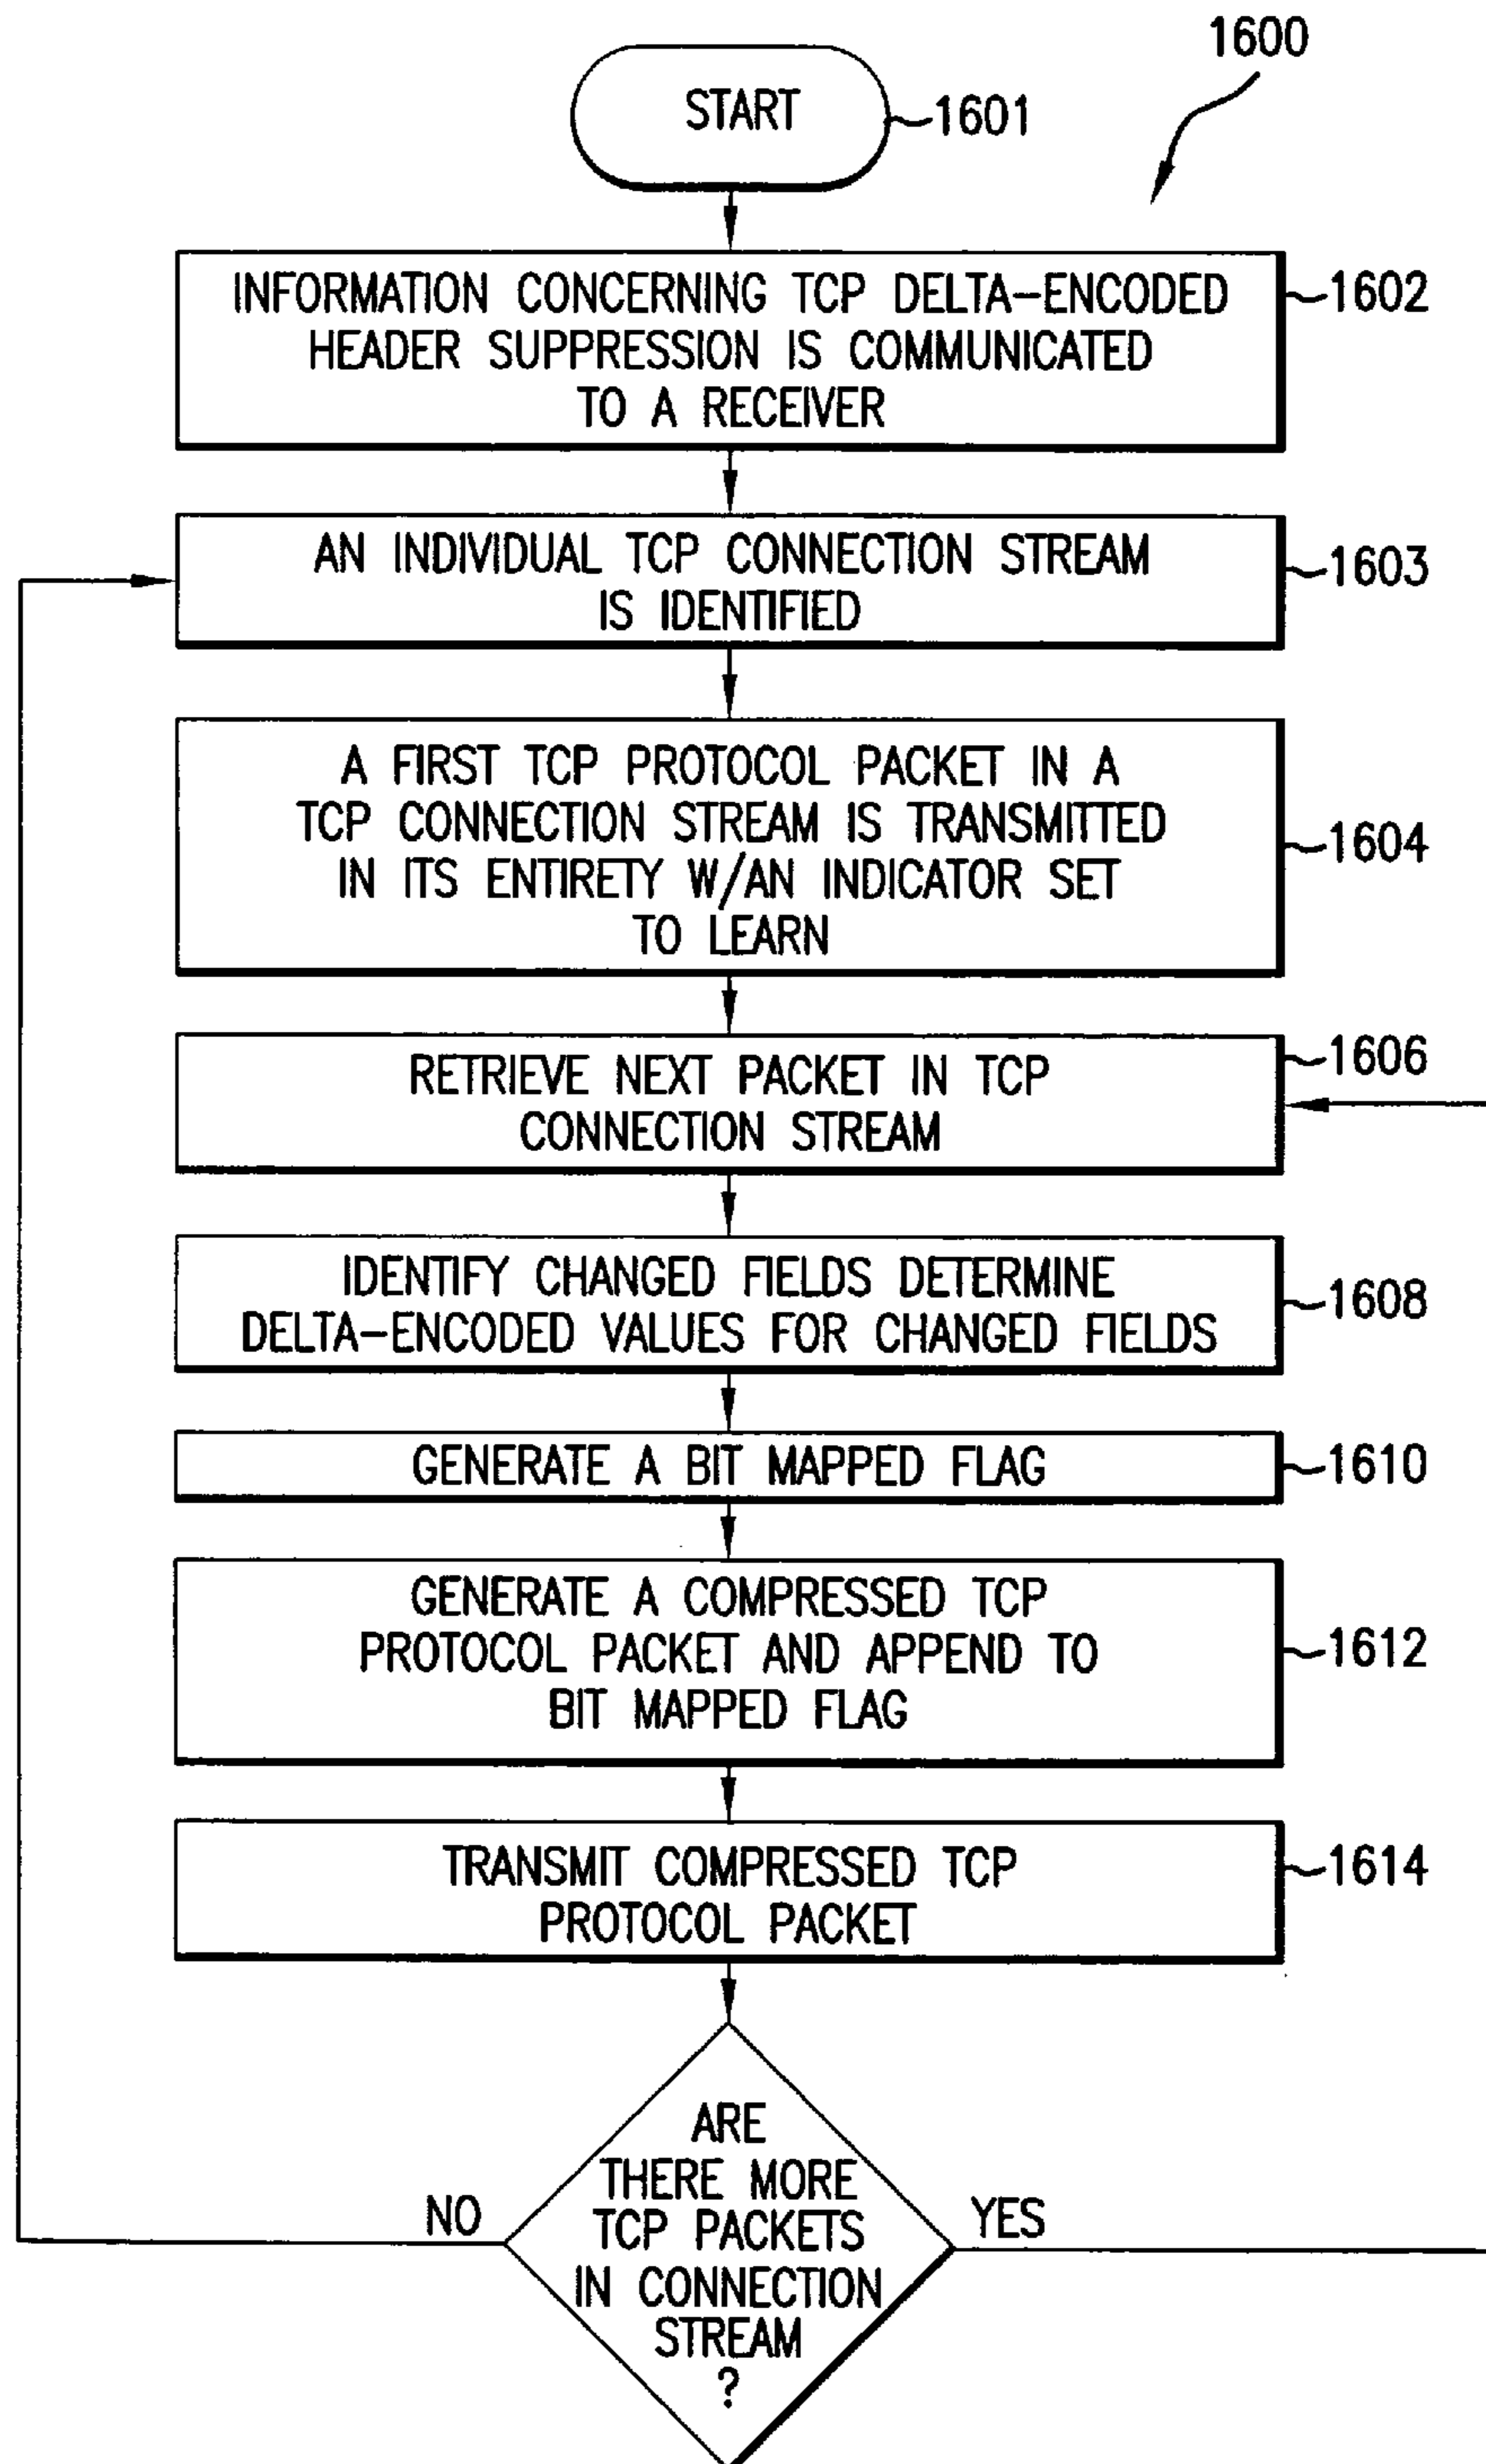 1600
START
1601
INFORMATION CONCERNING TCP DELTA-ENCODED
HEADER SUPPRESSION IS COMMUNICATED
TO A RECEIVER
1602
AN INDIVIDUAL TCP CONNECTION STREAM
IS IDENTIFIED
1603
A FIRST TCP PROTOCOL PACKET IN A
TCP CONNECTION STREAM IS TRANSMITTED
IN ITS ENTIRETY W/AN INDICATOR SET
TO LEARN
1604
RETRIEVE NEXT PACKET IN TCP
CONNECTION STREAM
1606
IDENTIFY CHANGED FIELDS DETERMINE
DELTA-ENCODED VALUES FOR CHANGED FIELDS
1608
GENERATE A BIT MAPPED FLAG
1610
GENERATE A COMPRESSED TCP
PROTOCOL PACKET AND APPEND TO
BIT MAPPED FLAG
1612
TRANSMIT COMPRESSED TCP
PROTOCOL PACKET
1614
ARE
THERE MORE
TCP PACKETS
IN CONNECTION
STREAM
?
NO
YES